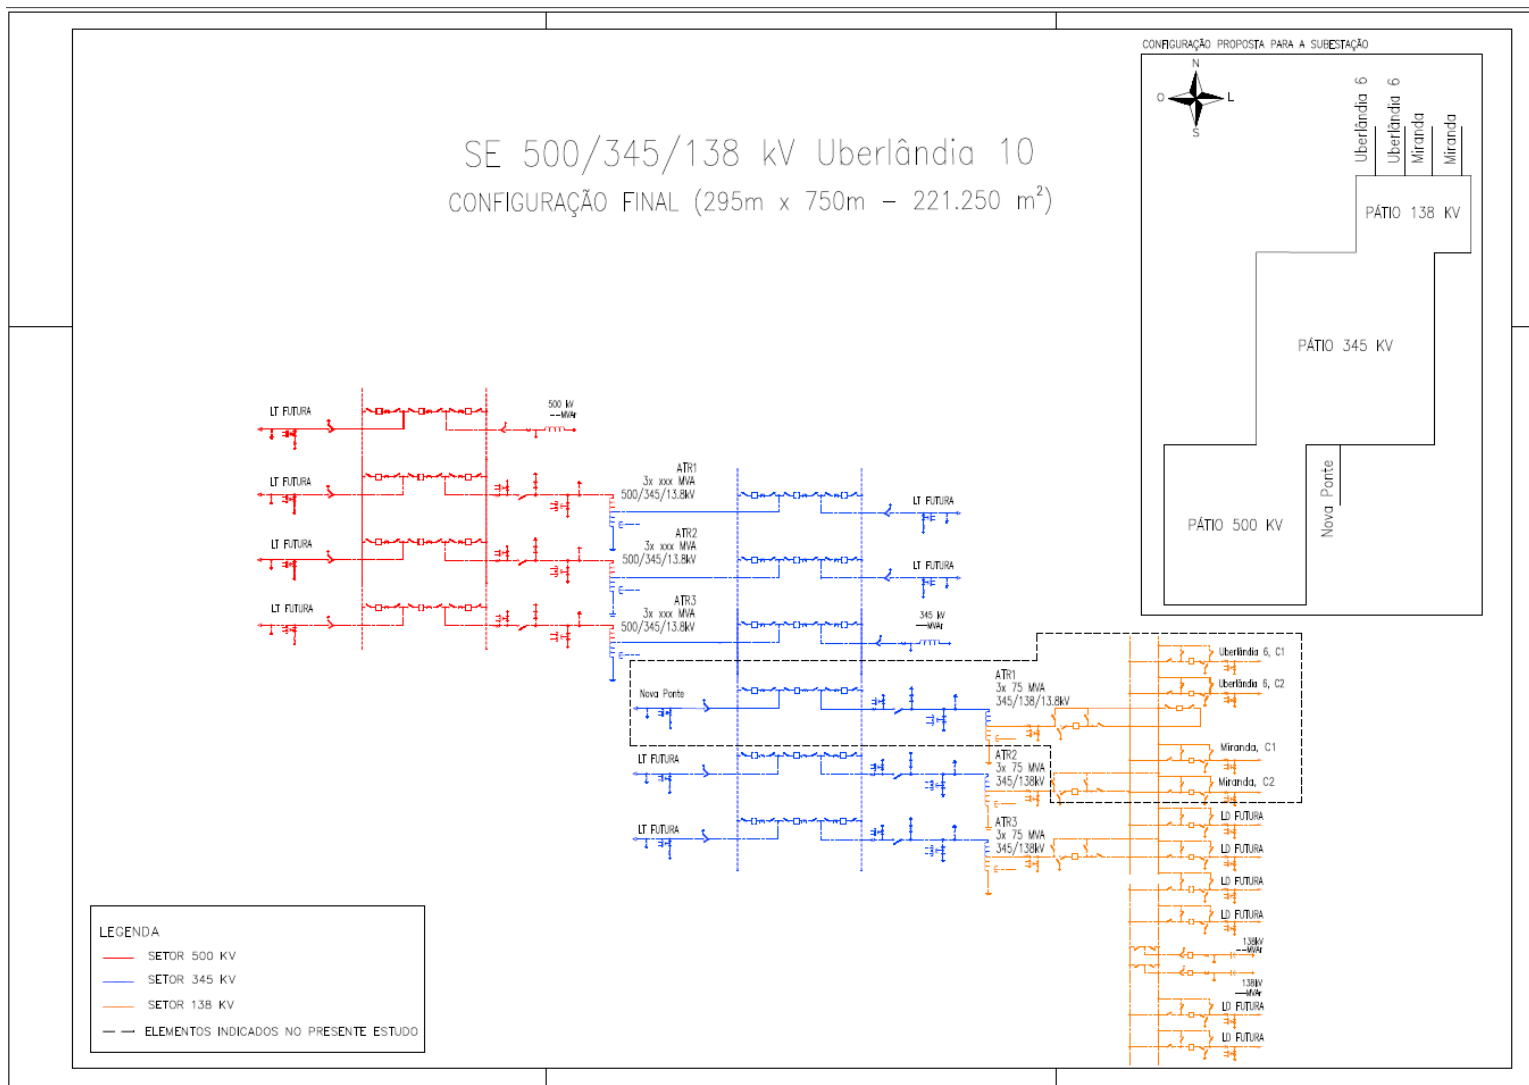 CONFIGURAÇÃO PROPOSTA PARA A SUBESTAÇÃO
N
O
L
S
Uberlândia 6
Uberlândia 6
Miranda
Miranda
PÁTIO 138 KV
PÁTIO 345 KV
PÁTIO 500 KV
Nova Ponte
SE 500/345/138 kV Uberlândia 10
CONFIGURAÇÃO FINAL (295m x 750m – 221.250 m²)
LT FUTURA
500 kV
--MVAr
LT FUTURA
ATR1
3x xxx MVA
500/345/13.8kV
LT FUTURA
LT FUTURA
ATR2
3x xxx MVA
500/345/13.8kV
LT FUTURA
LT FUTURA
ATR3
3x xxx MVA
500/345/13.8kV
345 kV
--MVAr
Nova Ponte
ATR1
3x 75 MVA
345/138/13.8kV
Uberlândia 6, C1
Uberlândia 6, C2
Miranda, C1
Miranda, C2
LT FUTURA
ATR2
3x 75 MVA
345/138kV
LT FUTURA
ATR3
3x 75 MVA
345/138kV
LD FUTURA
LD FUTURA
LD FUTURA
LD FUTURA
138kV
--MVAr
138kV
--MVAr
LD FUTURA
LD FUTURA
LEGENDA
SETOR 500 KV
SETOR 345 KV
SETOR 138 KV
ELEMENTOS INDICADOS NO PRESENTE ESTUDO